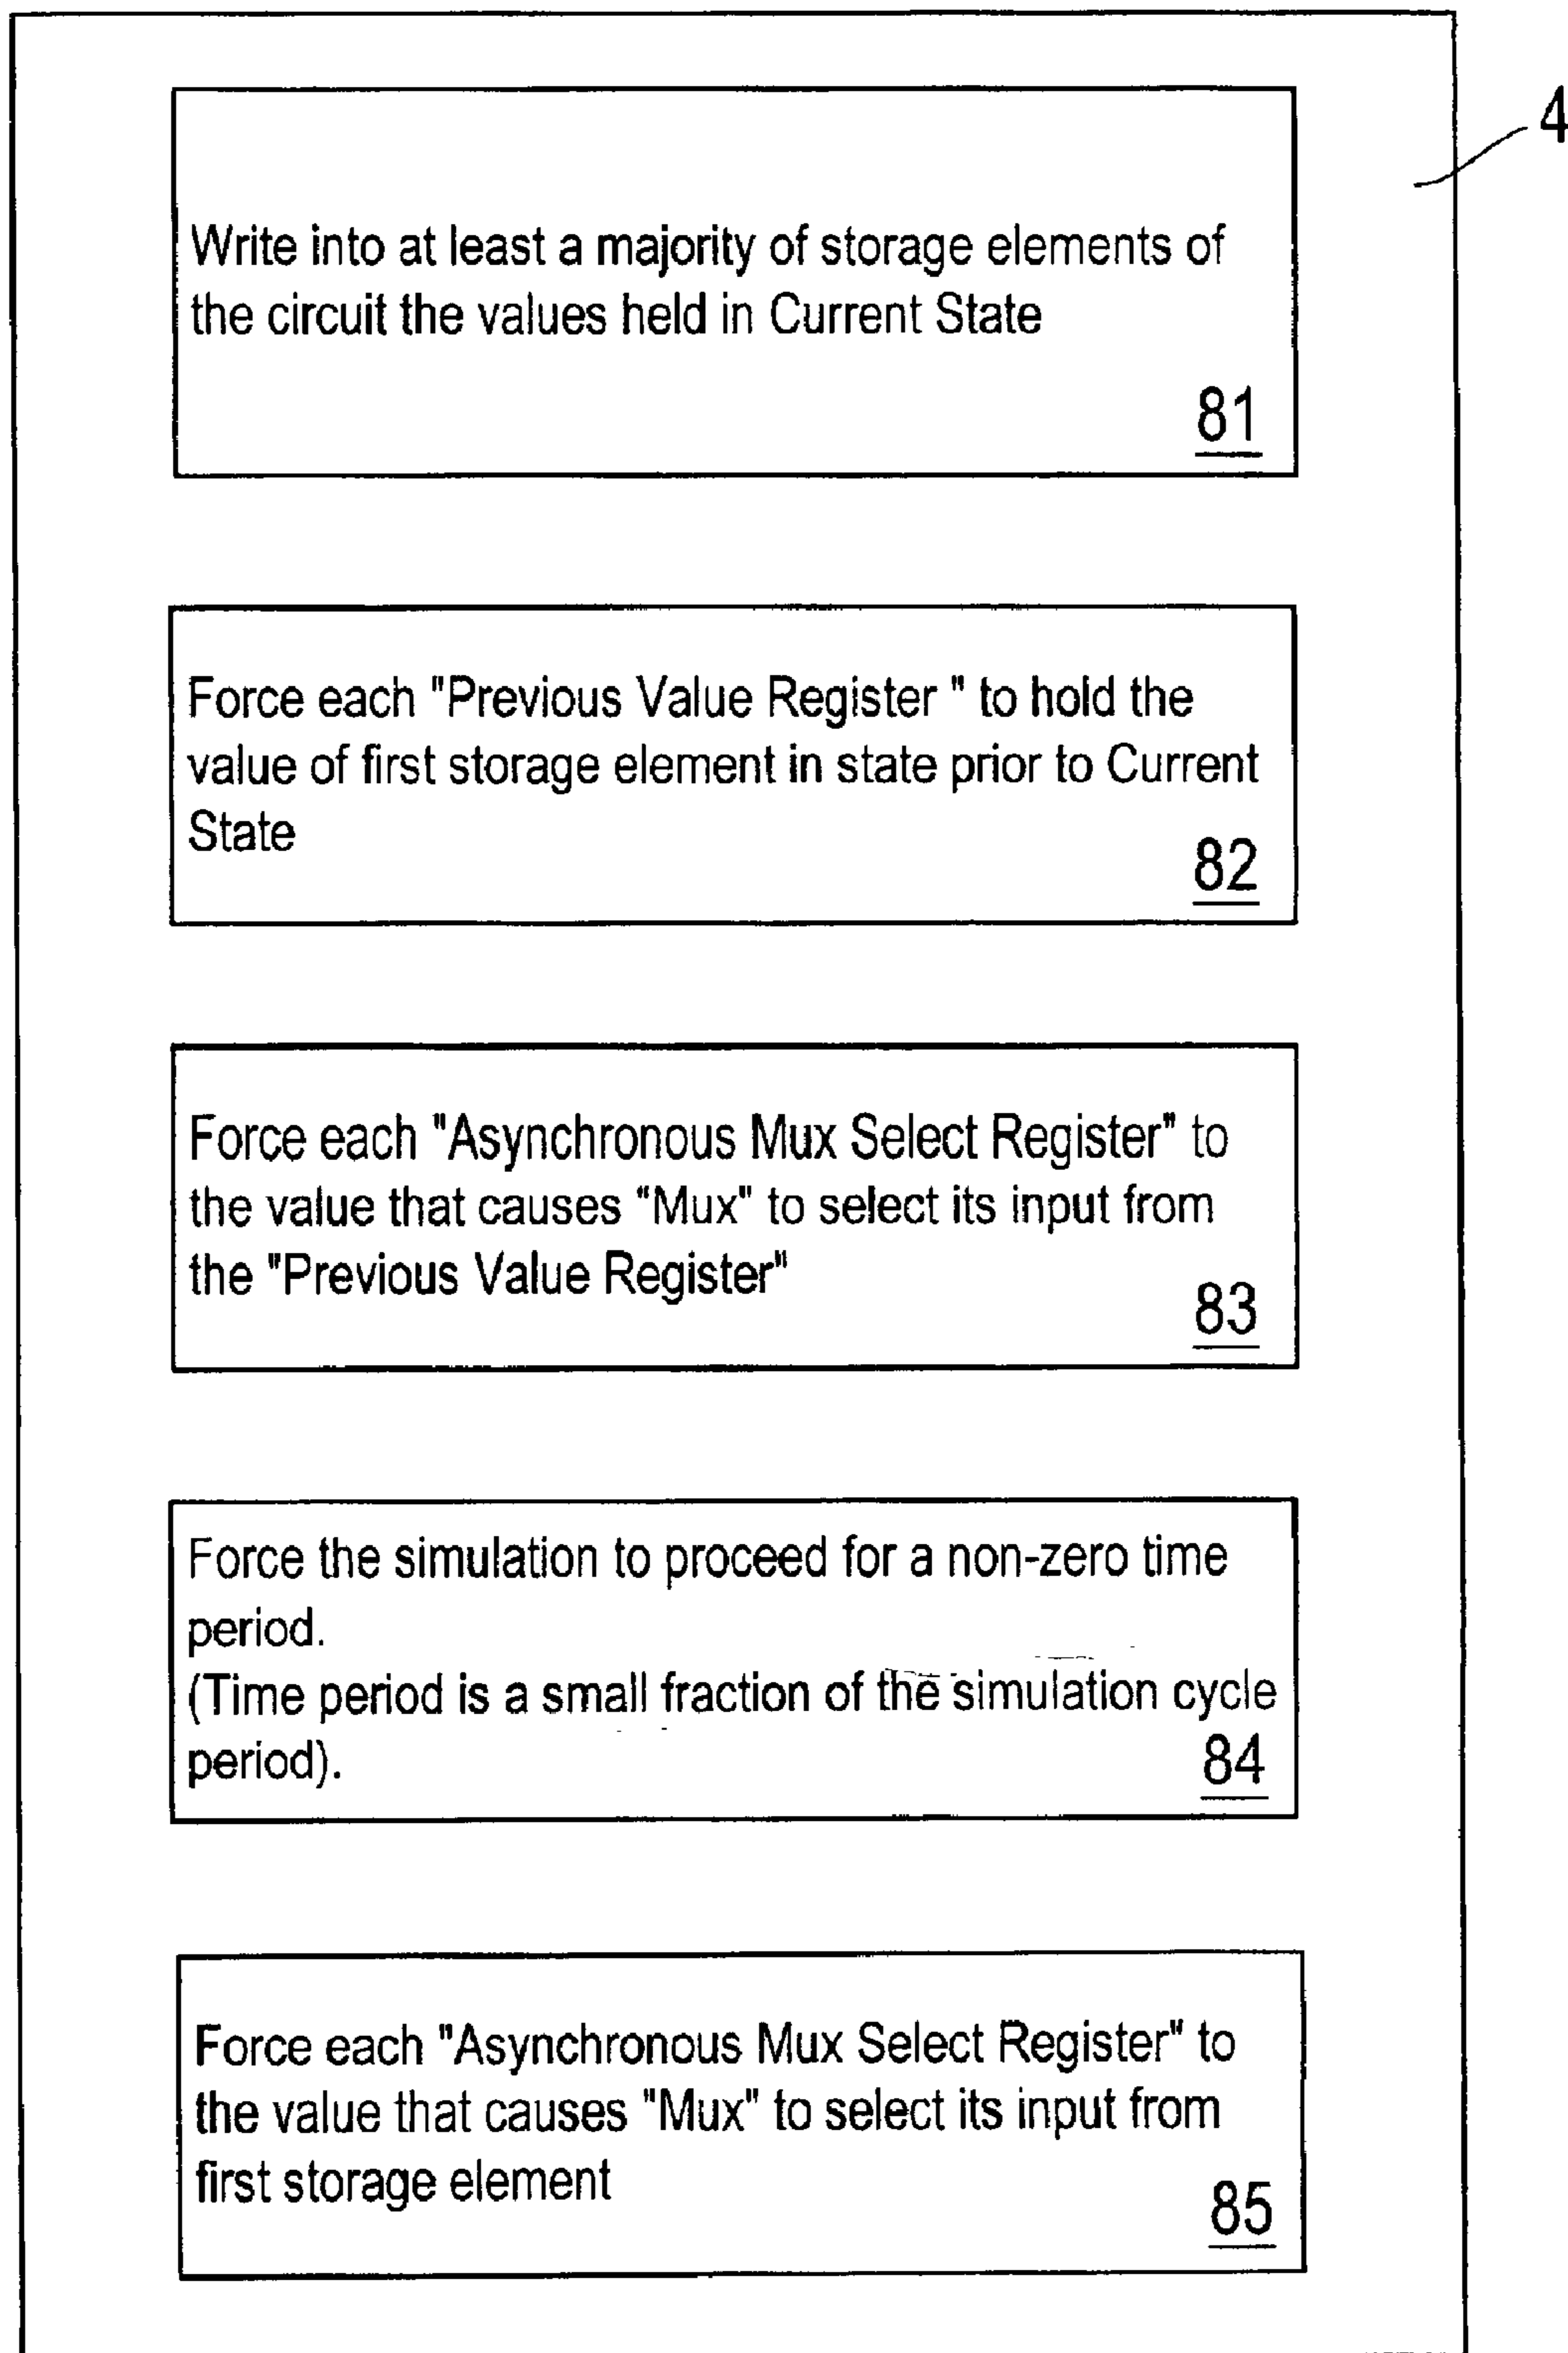 4
Write into at least a majority of storage elements of
the circuit the values held in Current State
81
Force each "Previous Value Register " to hold the
value of first storage element in state prior to Current
State
82
Force each "Asynchronous Mux Select Register" to
the value that causes "Mux" to select its input from
the "Previous Value Register"
83
Force the simulation to proceed for a non-zero time
period.
(Time period is a small fraction of the simulation cycle
period).
84
Force each "Asynchronous Mux Select Register" to
the value that causes "Mux" to select its input from
first storage element
85